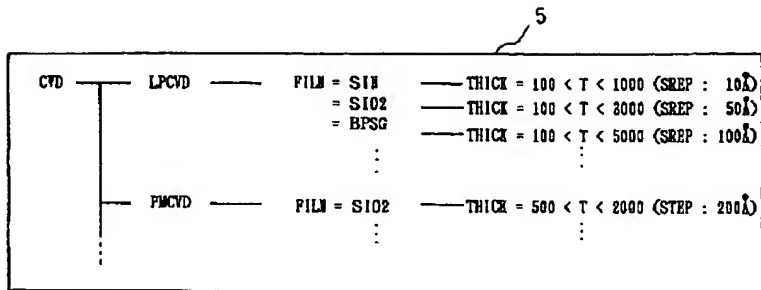 5
CVD LPCVD FILM = SIN THICK = 100 < T < 1000 (SREP : 10Å)
= SIO2 THICK = 100 < T < 3000 (SREP : 50Å)
= BPSG THICK = 100 < T < 5000 (SREP : 100Å)
PMCVD FILM = SIO2 THICK = 500 < T < 2000 (STEP : 200Å)